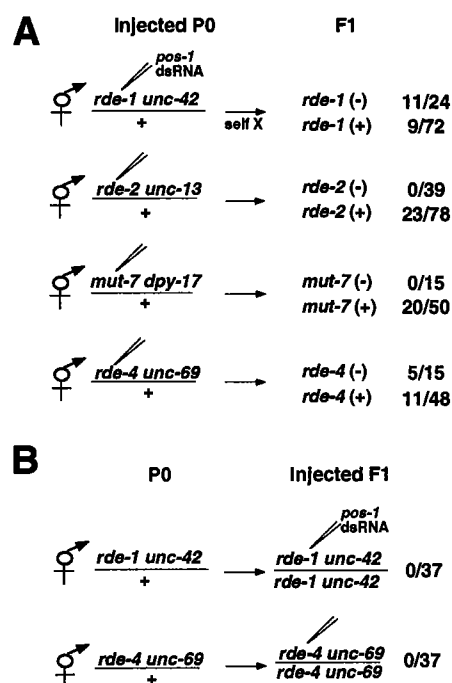 A
Injected P0 F1
pos-1
dsRNA
rde-1 unc-42
+
self X
rde-1 (-) 11/24
rde-1 (+) 9/72
rde-2 unc-13
+
rde-2 (-) 0/39
rde-2 (+) 23/78
mut-7 dpy-17
+
mut-7 (-) 0/15
mut-7 (+) 20/50
rde-4 unc-69
+
rde-4 (-) 5/15
rde-4 (+) 11/48
B
P0 Injected F1
pos-1
dsRNA
rde-1 unc-42
+
rde-1 unc-42
rde-1 unc-42
0/37
rde-4 unc-69
+
rde-4 unc-69
rde-4 unc-69
0/37